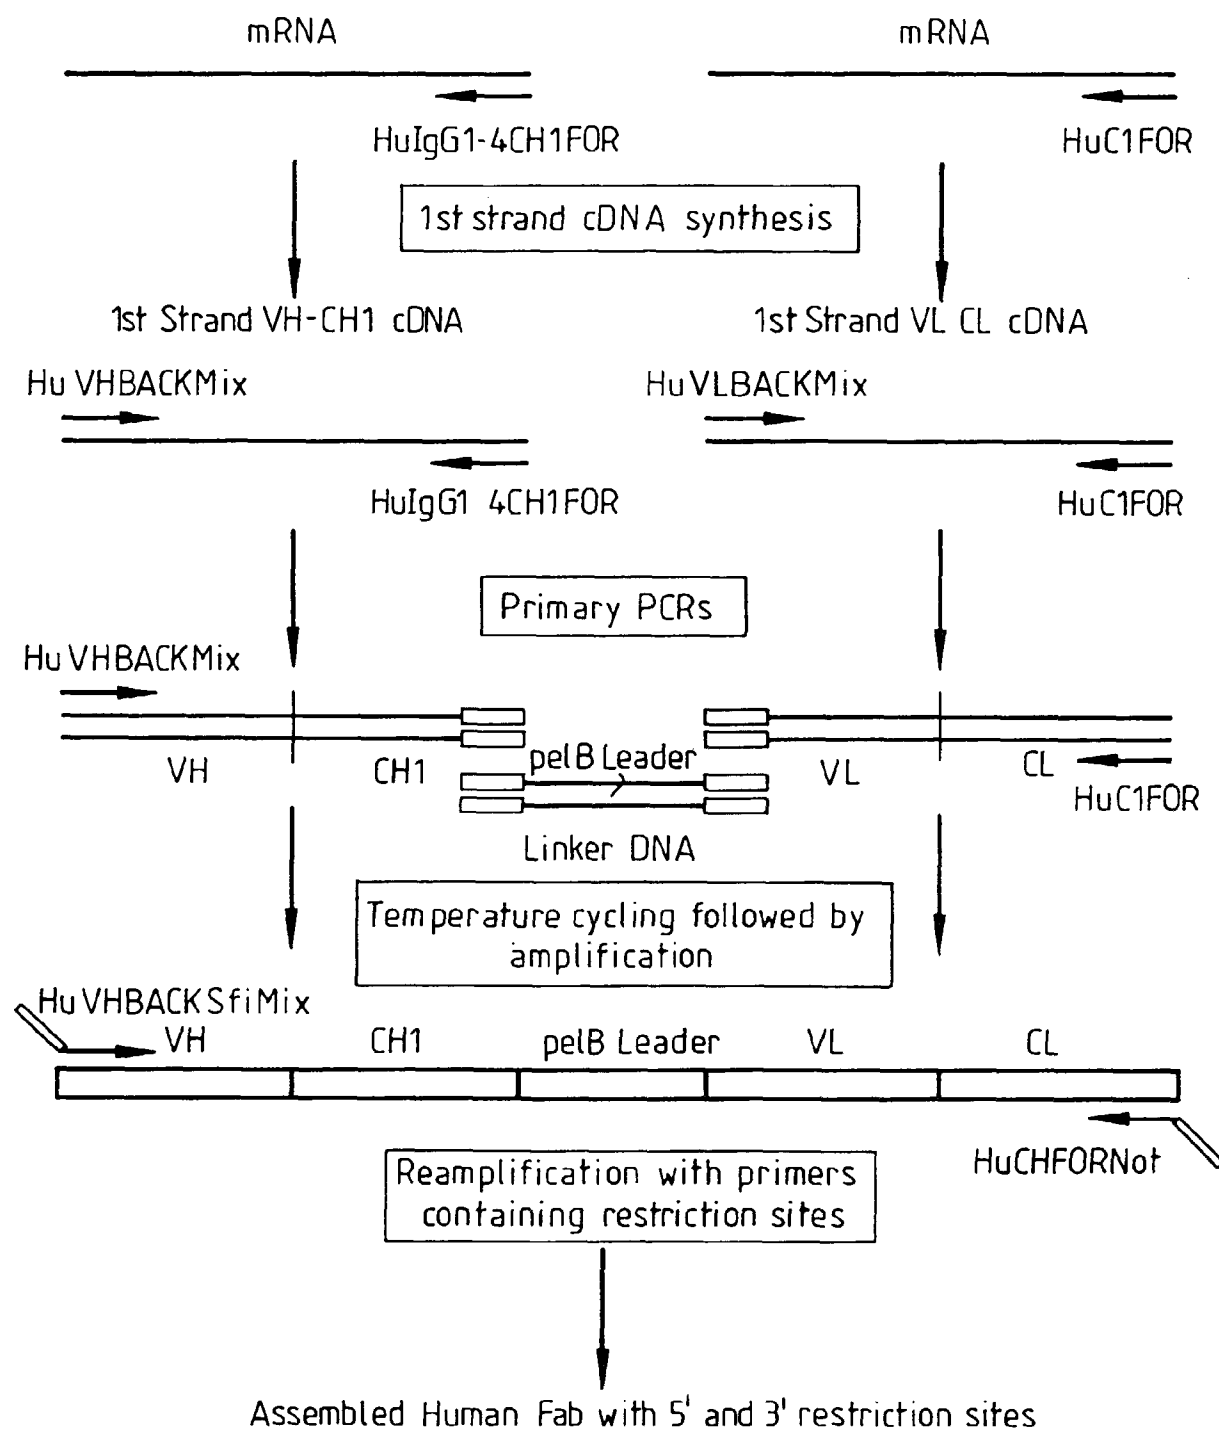 mRNA
mRNA
HuIgG1-4CH1FOR
HuC1FOR
1st strand cDNA synthesis
1st Strand VH-CH1 cDNA
1st Strand VL CL cDNA
Hu VHBACKMix
HuVLBACKMix
HuIgG1 4CH1FOR
HuC1FOR
Primary PCRs
Hu VHBACKMix
VH
CH1
pelB Leader
VL
CL
HuC1FOR
Linker DNA
Temperature cycling followed by
amplification
Hu VHBACK SfiMix
VH
CH1
pelB Leader
VL
CL
HuCHFORNot
Reamplification with primers
containing restriction sites
Assembled Human Fab with 5' and 3' restriction sites